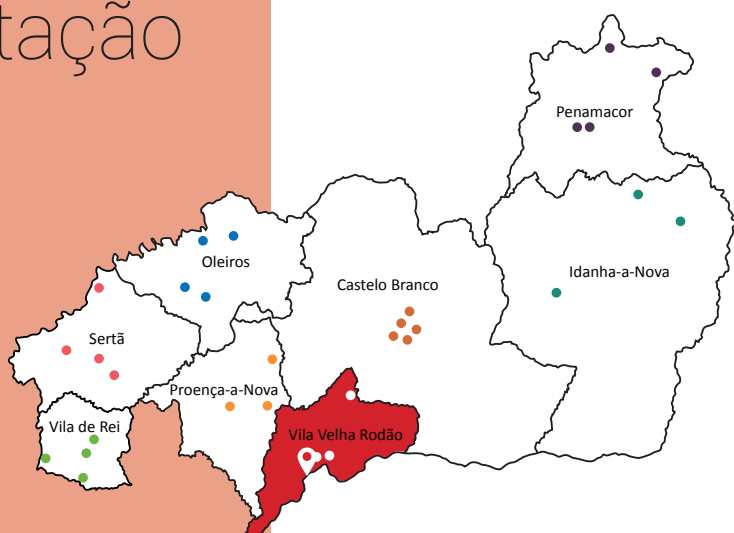 tação
Penamacor
Idanha-a-Nova
Oleiros
Castelo Branco
Sertã
Proença-a-Nova
Vila de Rei
Vila Velha Rodão